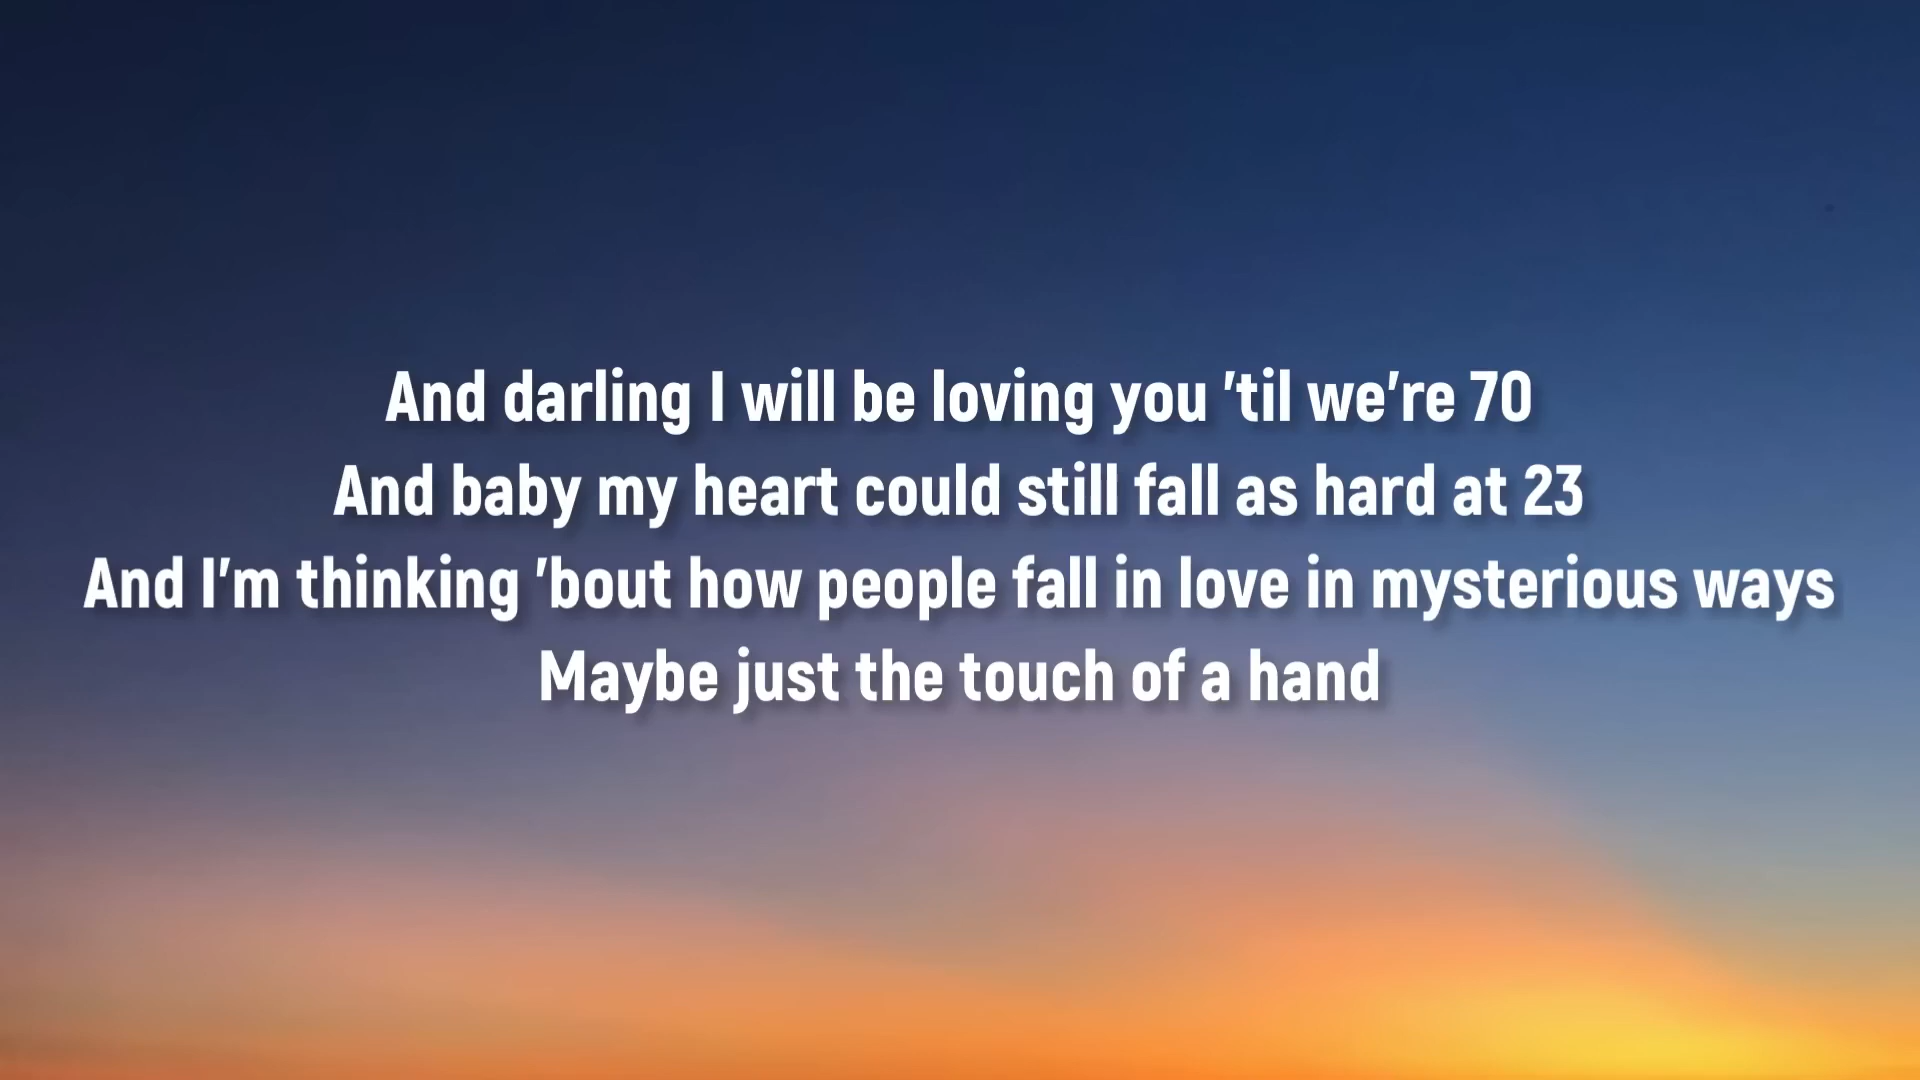 And darling I will be loving you 'til we're 70
And baby my heart could still fall as hard at 23
And I'm thinking 'bout how people fall in love in mysterious ways
Maybe just the touch of a hand